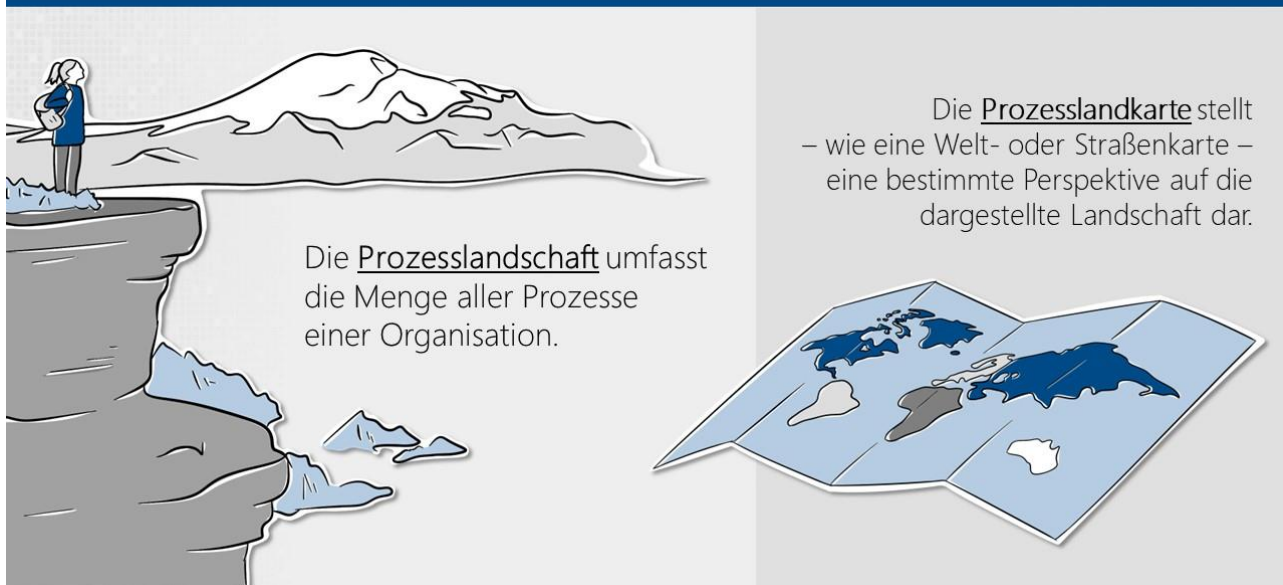 Die Prozesslandschaft umfasst
die Menge aller Prozesse
einer Organisation.
Die Prozesslandkarte stellt
– wie eine Welt- oder Straßenkarte –
eine bestimmte Perspektive auf die
dargestellte Landschaft dar.